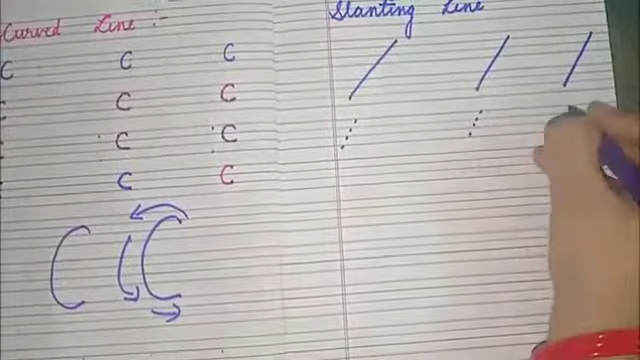 Curved Line :-
C C C
C C
C C
C C
Slanting Line